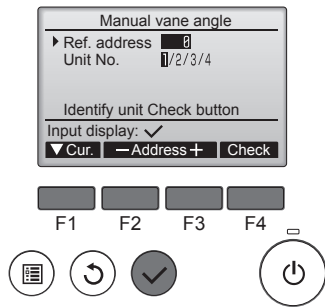 Manual vane angle
Ref. address 0
Unit No. 1/2/3/4
Identify unit Check button
Input display: ✓
▼Cur. −Address+ Check
F1 F2 F3 F4